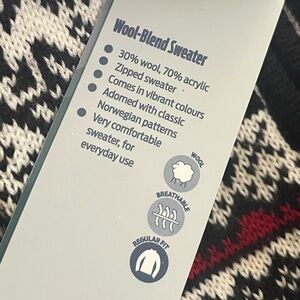 Wool-Blend Sweater
30% wool, 70% acrylic
Zipped sweater
Comes in vibrant colours
Adorned with classic
Norwegian patterns
Very comfortable
sweater, for
everyday use
WOOL
BREATHABLE
REGULAR FIT